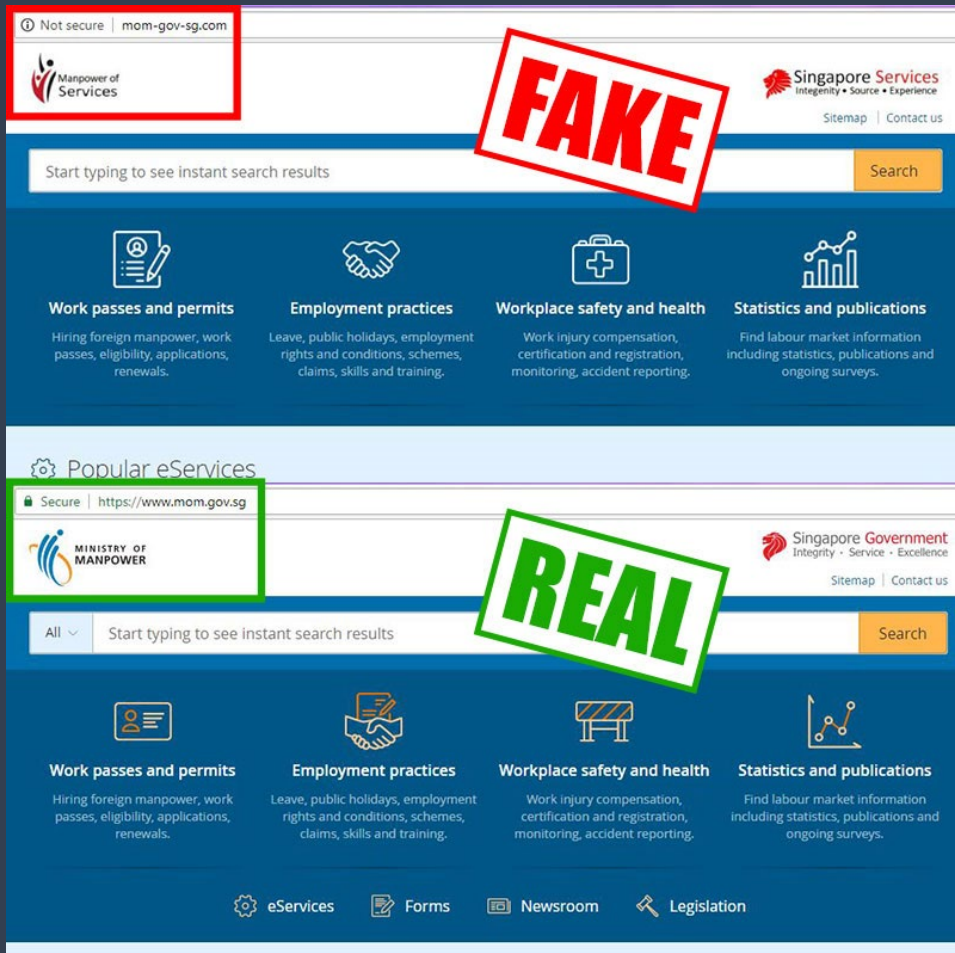 Not secure | mom-gov-sg.com
Manpower of
Services
FAKE
Singapore Services
Integenity • Source • Experience
Sitemap | Contact us
Start typing to see instant search results
Search
Work passes and permits
Hiring foreign manpower, work
passes, eligibility, applications,
renewals.
Employment practices
Leave, public holidays, employment
rights and conditions, schemes,
claims, skills and training.
Workplace safety and health
Work injury compensation,
certification and registration,
monitoring, accident reporting.
Statistics and publications
Find labour market information
including statistics, publications and
ongoing surveys.
Popular eServices
Secure | https://www.mom.gov.sg
MINISTRY OF
MANPOWER
REAL
Singapore Government
Integrity · Service · Excellence
Sitemap | Contact us
All
Start typing to see instant search results
Search
Work passes and permits
Hiring foreign manpower, work
passes, eligibility, applications,
renewals.
Employment practices
Leave, public holidays, employment
rights and conditions, schemes,
claims, skills and training.
Workplace safety and health
Work injury compensation,
certification and registration,
monitoring, accident reporting.
Statistics and publications
Find labour market information
including statistics, publications and
ongoing surveys.
eServices
Forms
Newsroom
Legislation